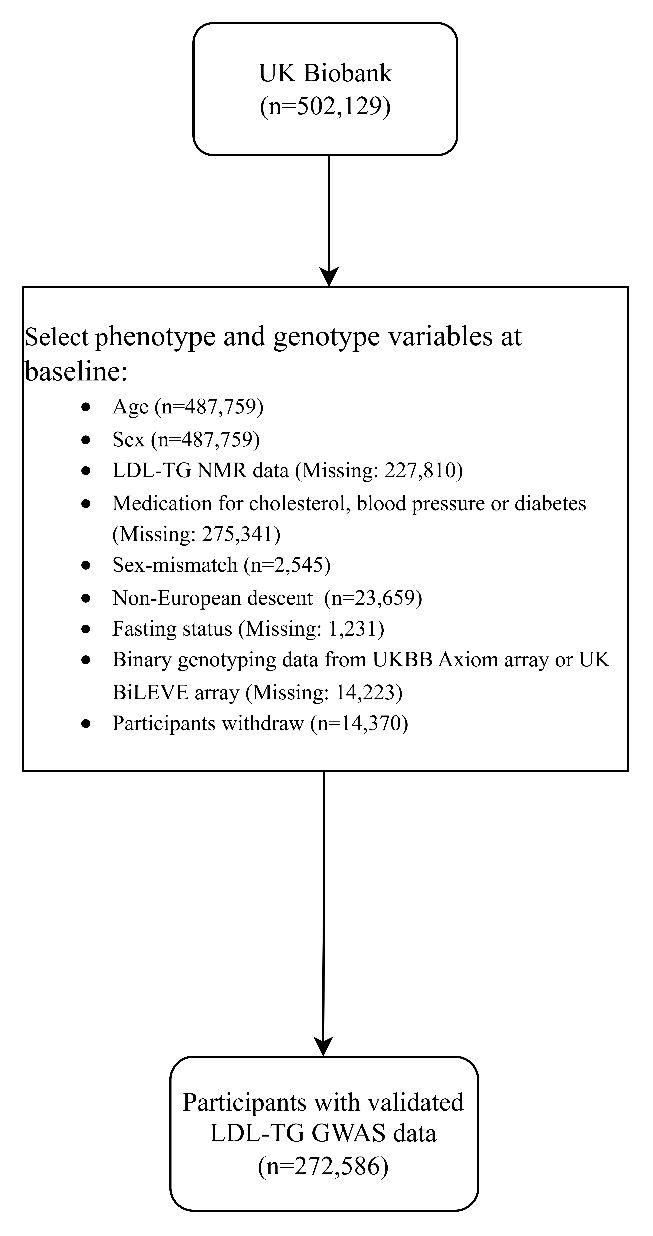 UK Biobank
(n=502,129)
Select phenotype and genotype variables at
baseline:
• Age (n=487,759)
• Sex (n=487,759)
• LDL-TG NMR data (Missing: 227,810)
• Medication for cholesterol, blood pressure or diabetes
(Missing: 275,341)
• Sex-mismatch (n=2,545)
• Non-European descent (n=23,659)
• Fasting status (Missing: 1,231)
• Binary genotyping data from UKBB Axiom array or UK
BiLEVE array (Missing: 14,223)
• Participants withdraw (n=14,370)
Participants with validated
LDL-TG GWAS data
(n=272,586)